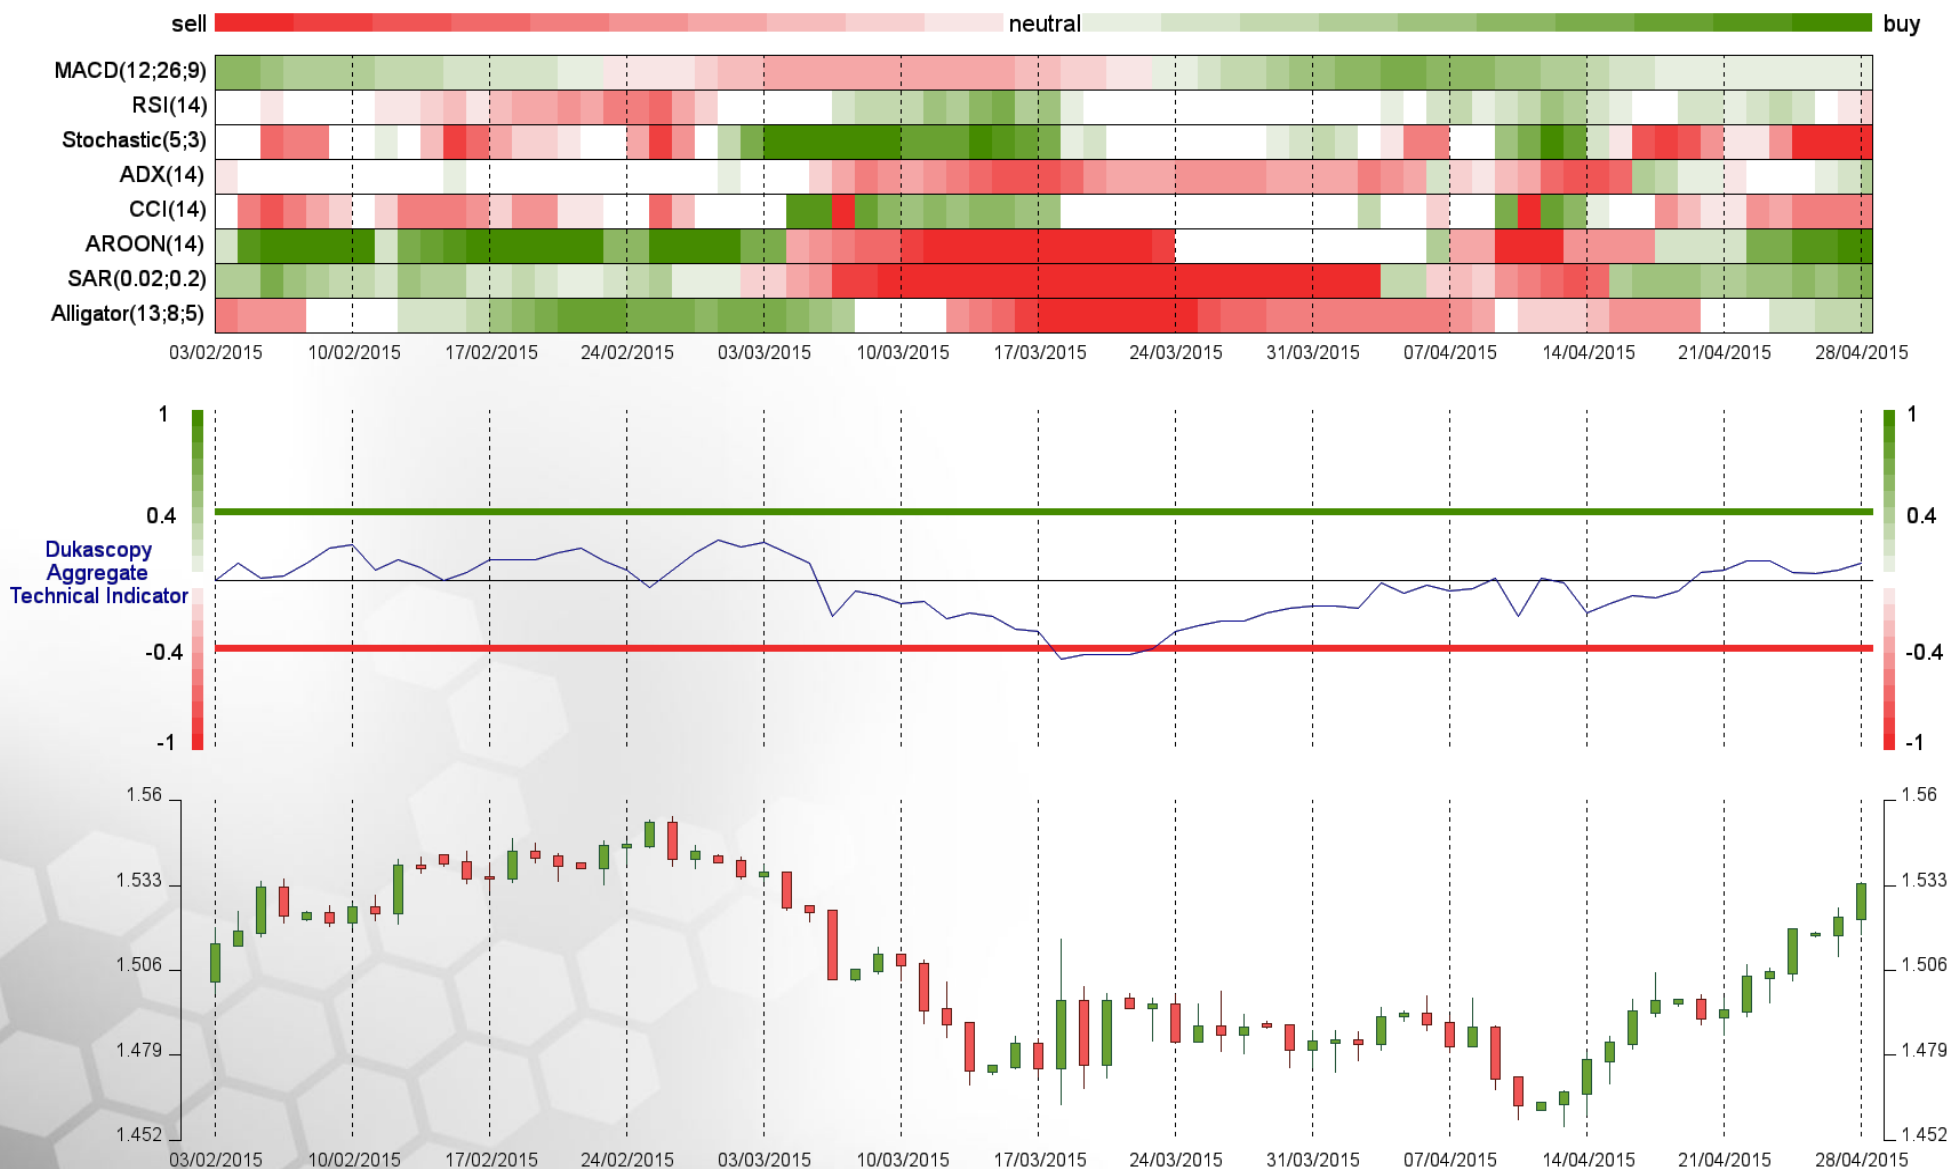 sell neutral buy
MACD(12;26;9)
RSI(14)
Stochastic(5;3)
ADX(14)
CCI(14)
AROON(14)
SAR(0.02;0.2)
Alligator(13;8;5)
03/02/2015 10/02/2015 17/02/2015 24/02/2015 03/03/2015 10/03/2015 17/03/2015 24/03/2015 31/03/2015 07/04/2015 14/04/2015 21/04/2015 28/04/2015
1 1
0.4 0.4
Dukascopy
Aggregate
Technical Indicator
-0.4 -0.4
-1 -1
1.56 1.56
1.533 1.533
1.506 1.506
1.479 1.479
1.452 1.452
03/02/2015 10/02/2015 17/02/2015 24/02/2015 03/03/2015 10/03/2015 17/03/2015 24/03/2015 31/03/2015 07/04/2015 14/04/2015 21/04/2015 28/04/2015